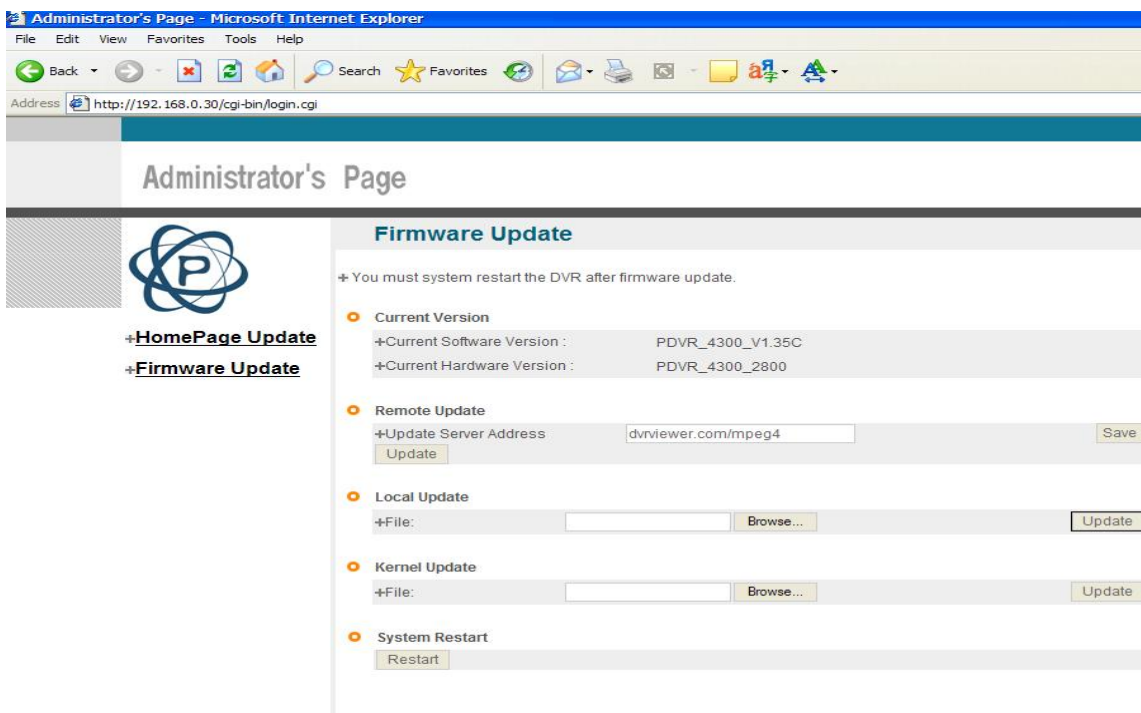 Administrator's Page - Microsoft Internet Explorer
File Edit View Favorites Tools Help
Back Search Favorites
Address http://192.168.0.30/cgi-bin/login.cgi
Administrator's Page
P
Firmware Update
+ You must system restart the DVR after firmware update.
+HomePage Update
+Firmware Update
Current Version
+Current Software Version : PDVR_4300_V1.35C
+Current Hardware Version : PDVR_4300_2800
Remote Update
+Update Server Address dvrviewer.com/mpeg4 Save
Update
Local Update
+File: Browse... Update
Kernel Update
+File: Browse... Update
System Restart
Restart